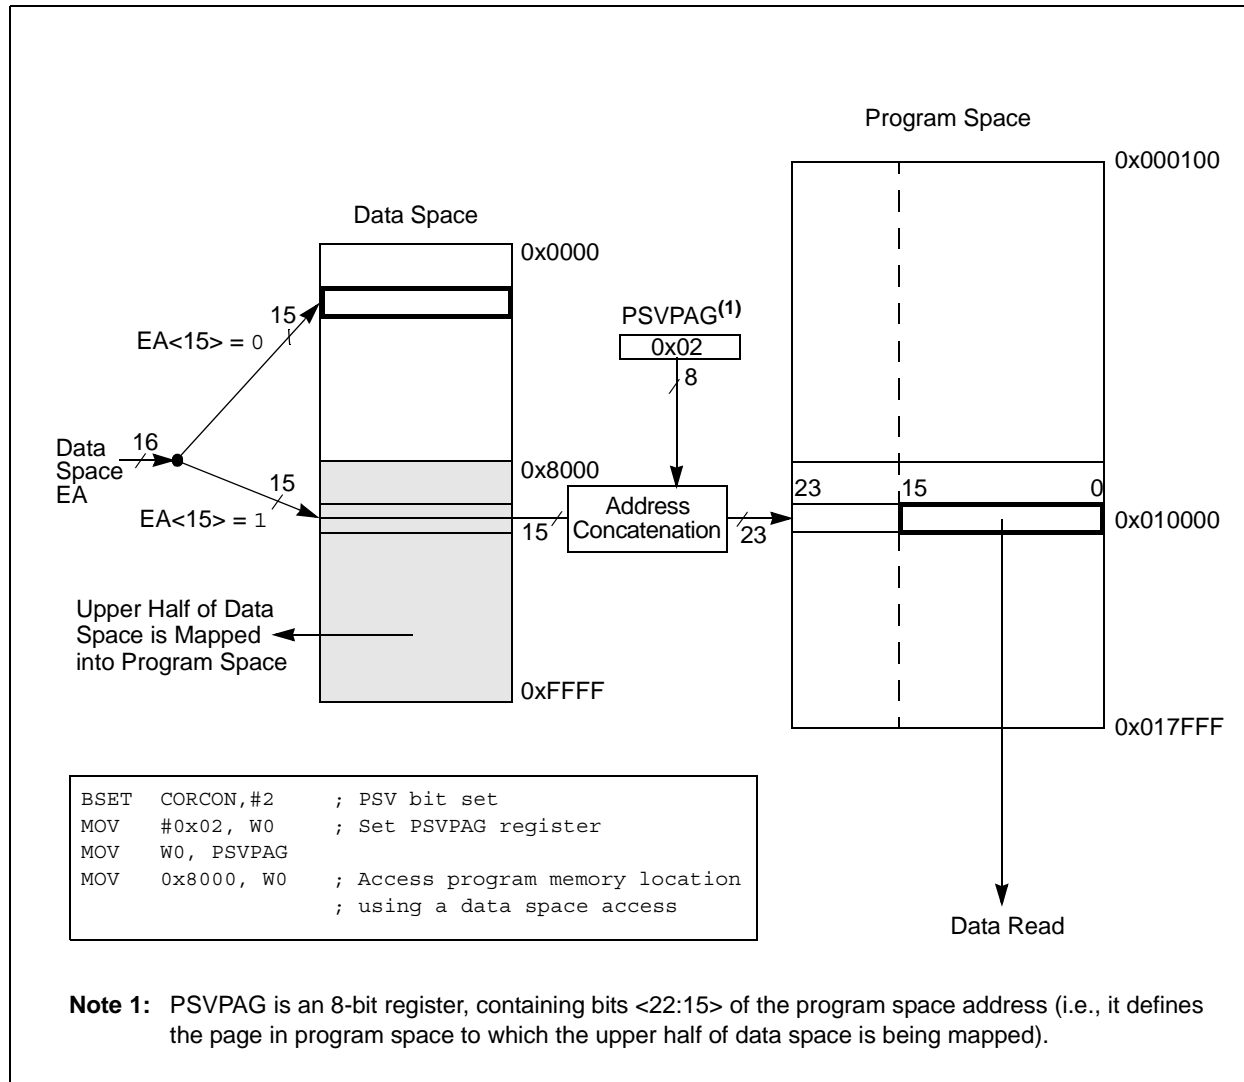 Program Space
0x000100
Data Space
0x0000
15
EA<15> = 0
PSVPAG(1)
0x02
8
Data
Space
EA
16
15
EA<15> = 1
0x8000
15
Address
Concatenation
23
23 15 0
0x010000
Upper Half of Data
Space is Mapped
into Program Space
0xFFFF
0x017FFF
BSET CORCON,#2 ; PSV bit set
MOV #0x02, W0 ; Set PSVPAG register
MOV W0, PSVPAG
MOV 0x8000, W0 ; Access program memory location
; using a data space access
Data Read
Note 1: PSVPAG is an 8-bit register, containing bits <22:15> of the program space address (i.e., it defines
the page in program space to which the upper half of data space is being mapped).